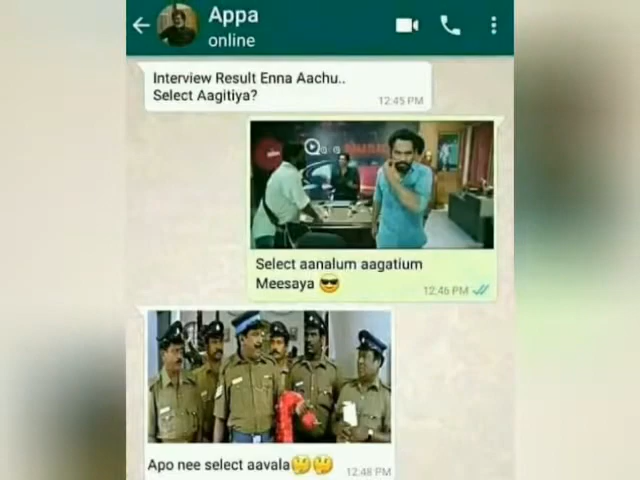 Appa
online
Interview Result Enna Aachu..
Select Aagitiya?
12:45 PM
Select aanalum aagatium
Meesaya 😎
12:46 PM
Apo nee select aavala🤔🤔
12:48 PM